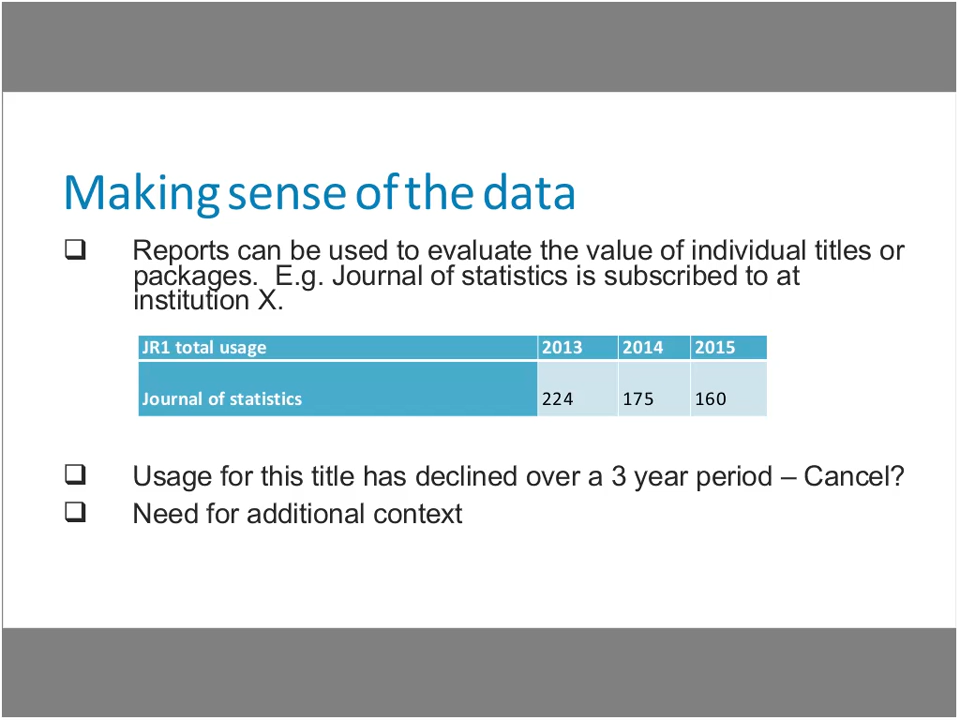 Making sense of the data
❑ Reports can be used to evaluate the value of individual titles or
packages.  E.g. Journal of statistics is subscribed to at
institution X.
JR1 total usage 2013 2014 2015
Journal of statistics 224 175 160
❑ Usage for this title has declined over a 3 year period – Cancel?
❑ Need for additional context